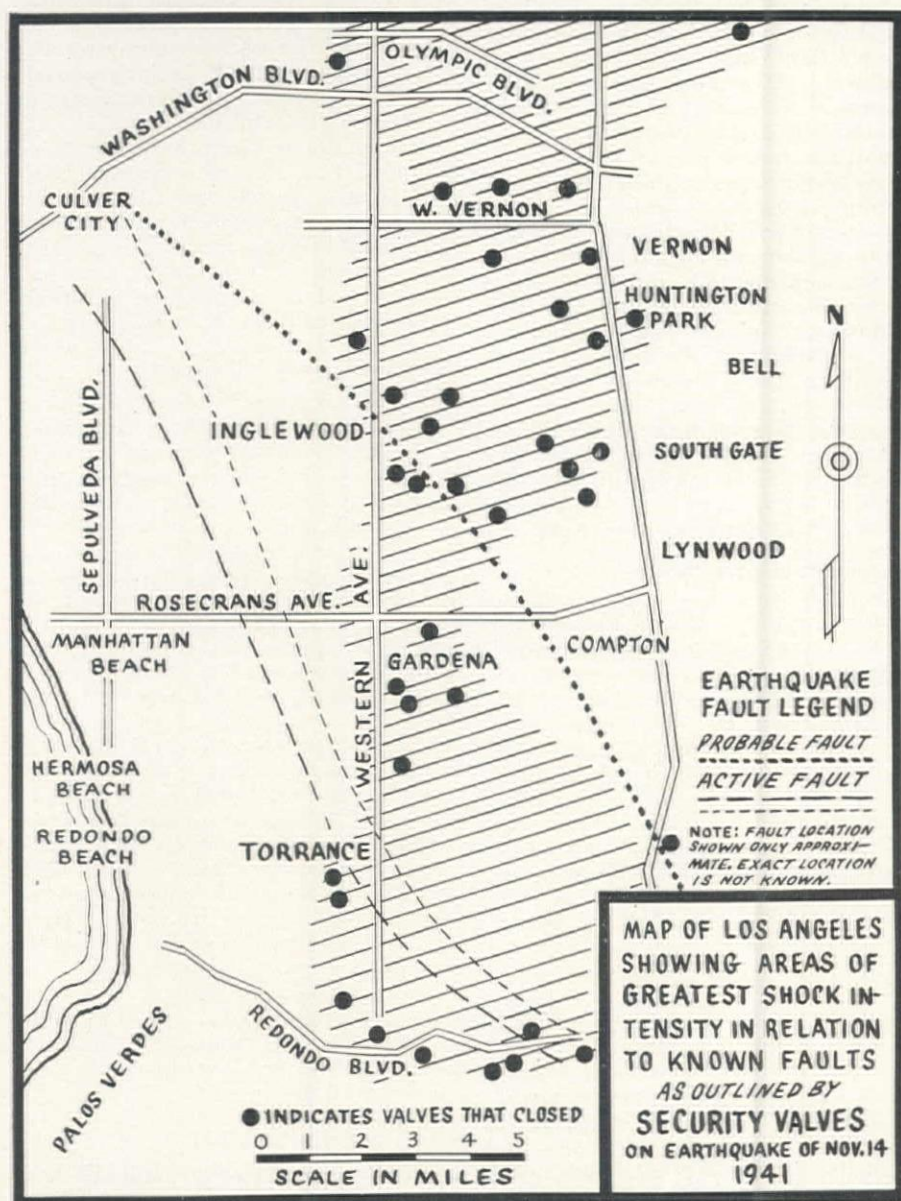 OLYMPIC BLVD.
WASHINGTON BLVD.
CULVER
CITY
W. VERNON
VERNON
HUNTINGTON
PARK
N
BELL
INGLEWOOD
SOUTH GATE
SEPULVEDA BLVD.
LYNWOOD
WESTERN AVE.
ROSECRANS AVE.
MANHATTAN
BEACH
GARDENA
COMPTON
EARTHQUAKE
FAULT LEGEND
PROBABLE FAULT
ACTIVE FAULT
NOTE: FAULT LOCATION
SHOWN ONLY APPROXI-
MATE. EXACT LOCATION
IS NOT KNOWN.
HERMOSA
BEACH
REDONDO
BEACH
TORRANCE
REDONDO BLVD.
PALOS VERDES
INDICATES VALVES THAT CLOSED
0 1 2 3 4 5
SCALE IN MILES
MAP OF LOS ANGELES
SHOWING AREAS OF
GREATEST SHOCK IN-
TENSITY IN RELATION
TO KNOWN FAULTS
AS OUTLINED BY
SECURITY VALVES
ON EARTHQUAKE OF NOV. 14
1941